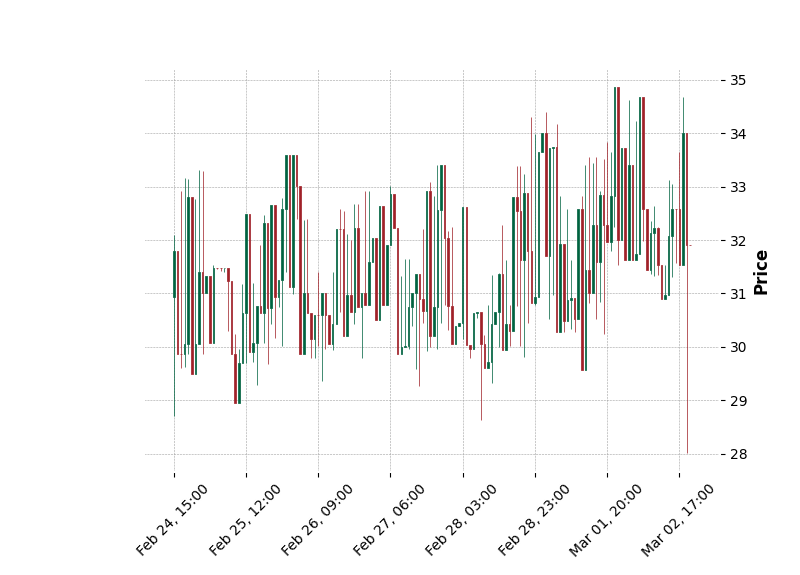 35
34
33
32
31
30
29
28
Price
Feb 24, 15:00
Feb 25, 12:00
Feb 26, 09:00
Feb 27, 06:00
Feb 28, 03:00
Feb 28, 23:00
Mar 01, 20:00
Mar 02, 17:00